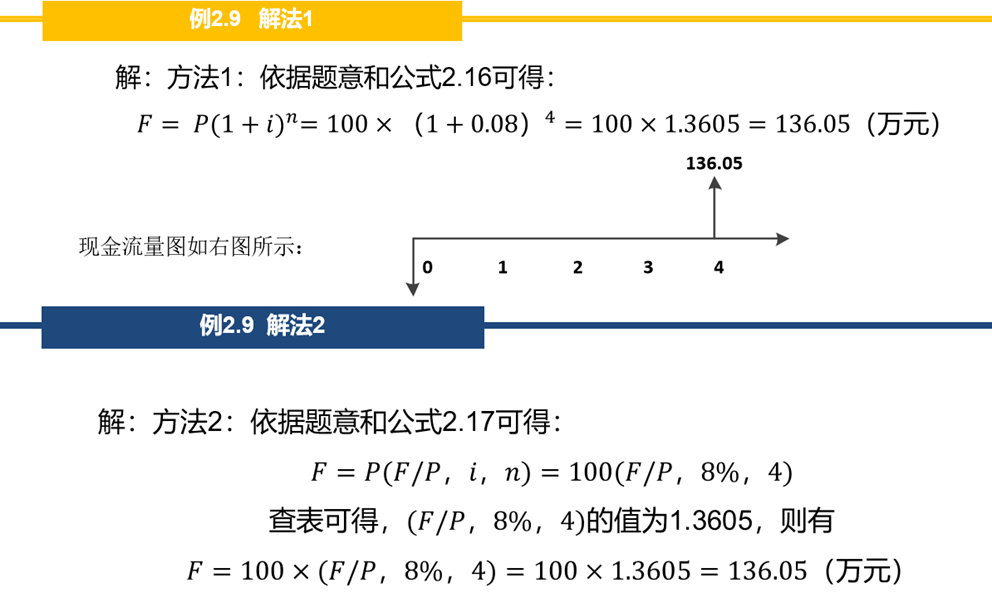 例2.9 解法1
解：方法1：依据题意和公式2.16可得：
F = P(1 + i)ⁿ= 100 ×（1 + 0.08）⁴ = 100 × 1.3605 = 136.05（万元）
136.05
现金流量图如右图所示：
0 1 2 3 4
例2.9 解法2
解：方法2：依据题意和公式2.17可得：
F = P(F/P，i，n) = 100(F/P，8%，4)
查表可得，(F/P，8%，4)的值为1.3605，则有
F = 100 × (F/P，8%，4) = 100 × 1.3605 = 136.05（万元）